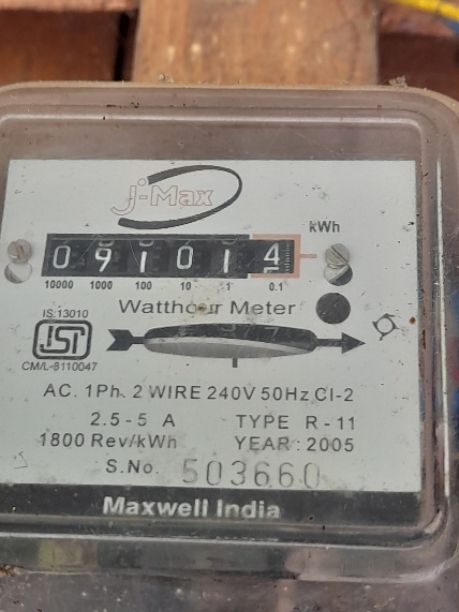 J-Max
kWh
0 9 1 0 1 4
10000 1000 100 10 1 0.1
Watthour Meter
IS:13010
ISI
CM/L-8110047
AC. 1Ph. 2 WIRE 240V 50Hz Cl-2
2.5-5 A TYPE R-11
1800 Rev/kWh YEAR: 2005
S.No. 503660
Maxwell India